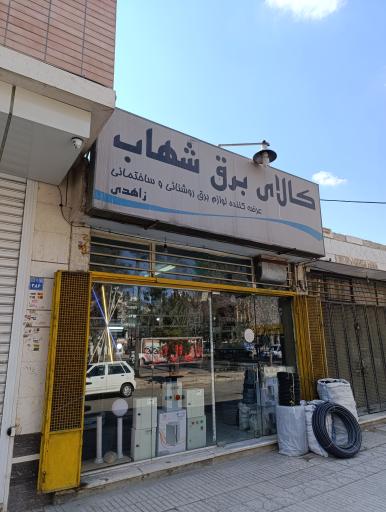 کالای برق شهاب
عرضه کننده لوازم برق روشنائی و ساختمانی
زاهدی